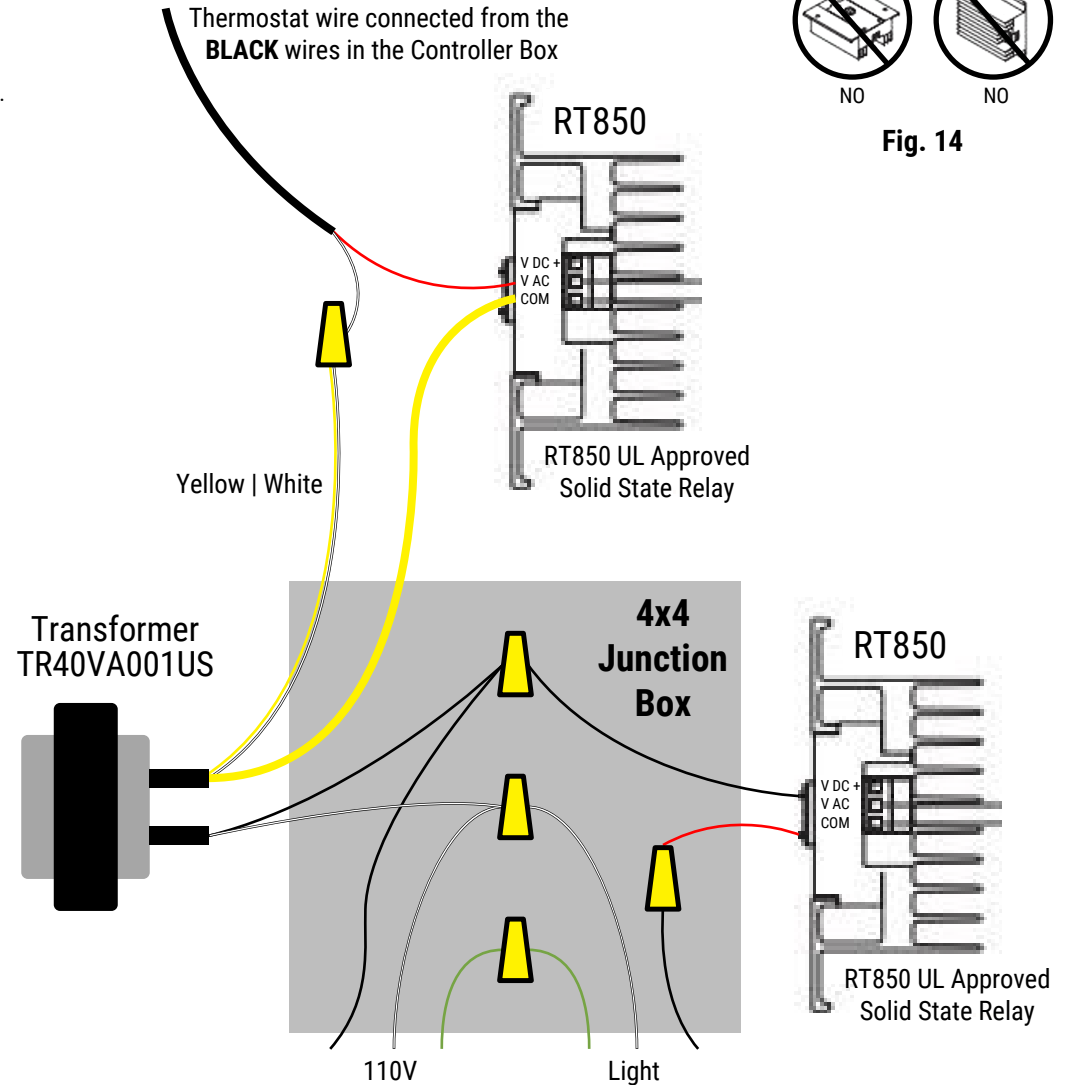 Thermostat wire connected from the
BLACK wires in the Controller Box
NO
NO
Fig. 14
RT850
V DC +
V AC
COM
RT850 UL Approved
Solid State Relay
Yellow | White
Transformer
TR40VA001US
4x4
Junction
Box
RT850
V DC +
V AC
COM
RT850 UL Approved
Solid State Relay
110V
Light